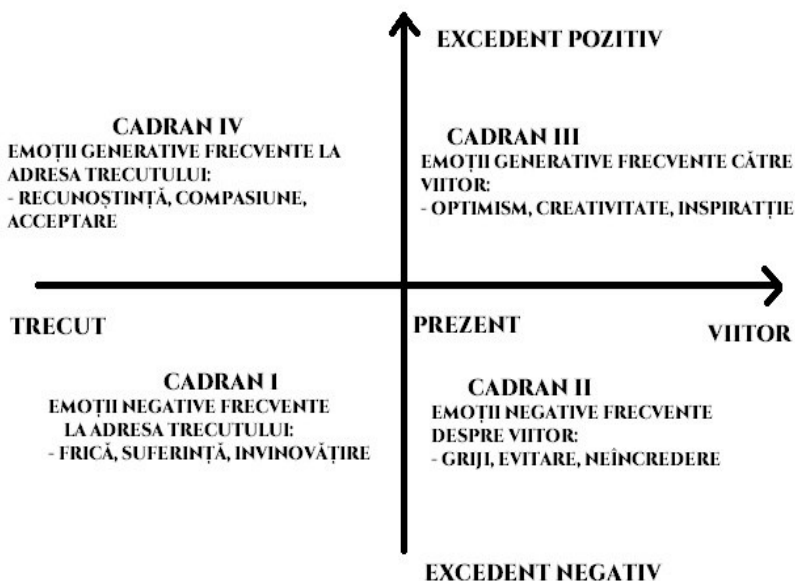 EXCEDENT POZITIV
CADRAN IV
EMOȚII GENERATIVE FRECVENTE LA
ADRESA TRECUTULUI:
- RECUNOȘTINȚĂ, COMPASIUNE,
ACCEPTARE
CADRAN III
EMOȚII GENERATIVE FRECVENTE CĂTRE
VIITOR:
- OPTIMISM, CREATIVITATE, INSPIRATȚIE
TRECUT
PREZENT
VIITOR
CADRAN I
EMOȚII NEGATIVE FRECVENTE
LA ADRESA TRECUTULUI:
- FRICĂ, SUFERINȚĂ, INVINOVĂȚIRE
CADRAN II
EMOȚII NEGATIVE FRECVENTE
DESPRE VIITOR:
- GRIJI, EVITARE, NEÎNCREDERE
EXCEDENT NEGATIV